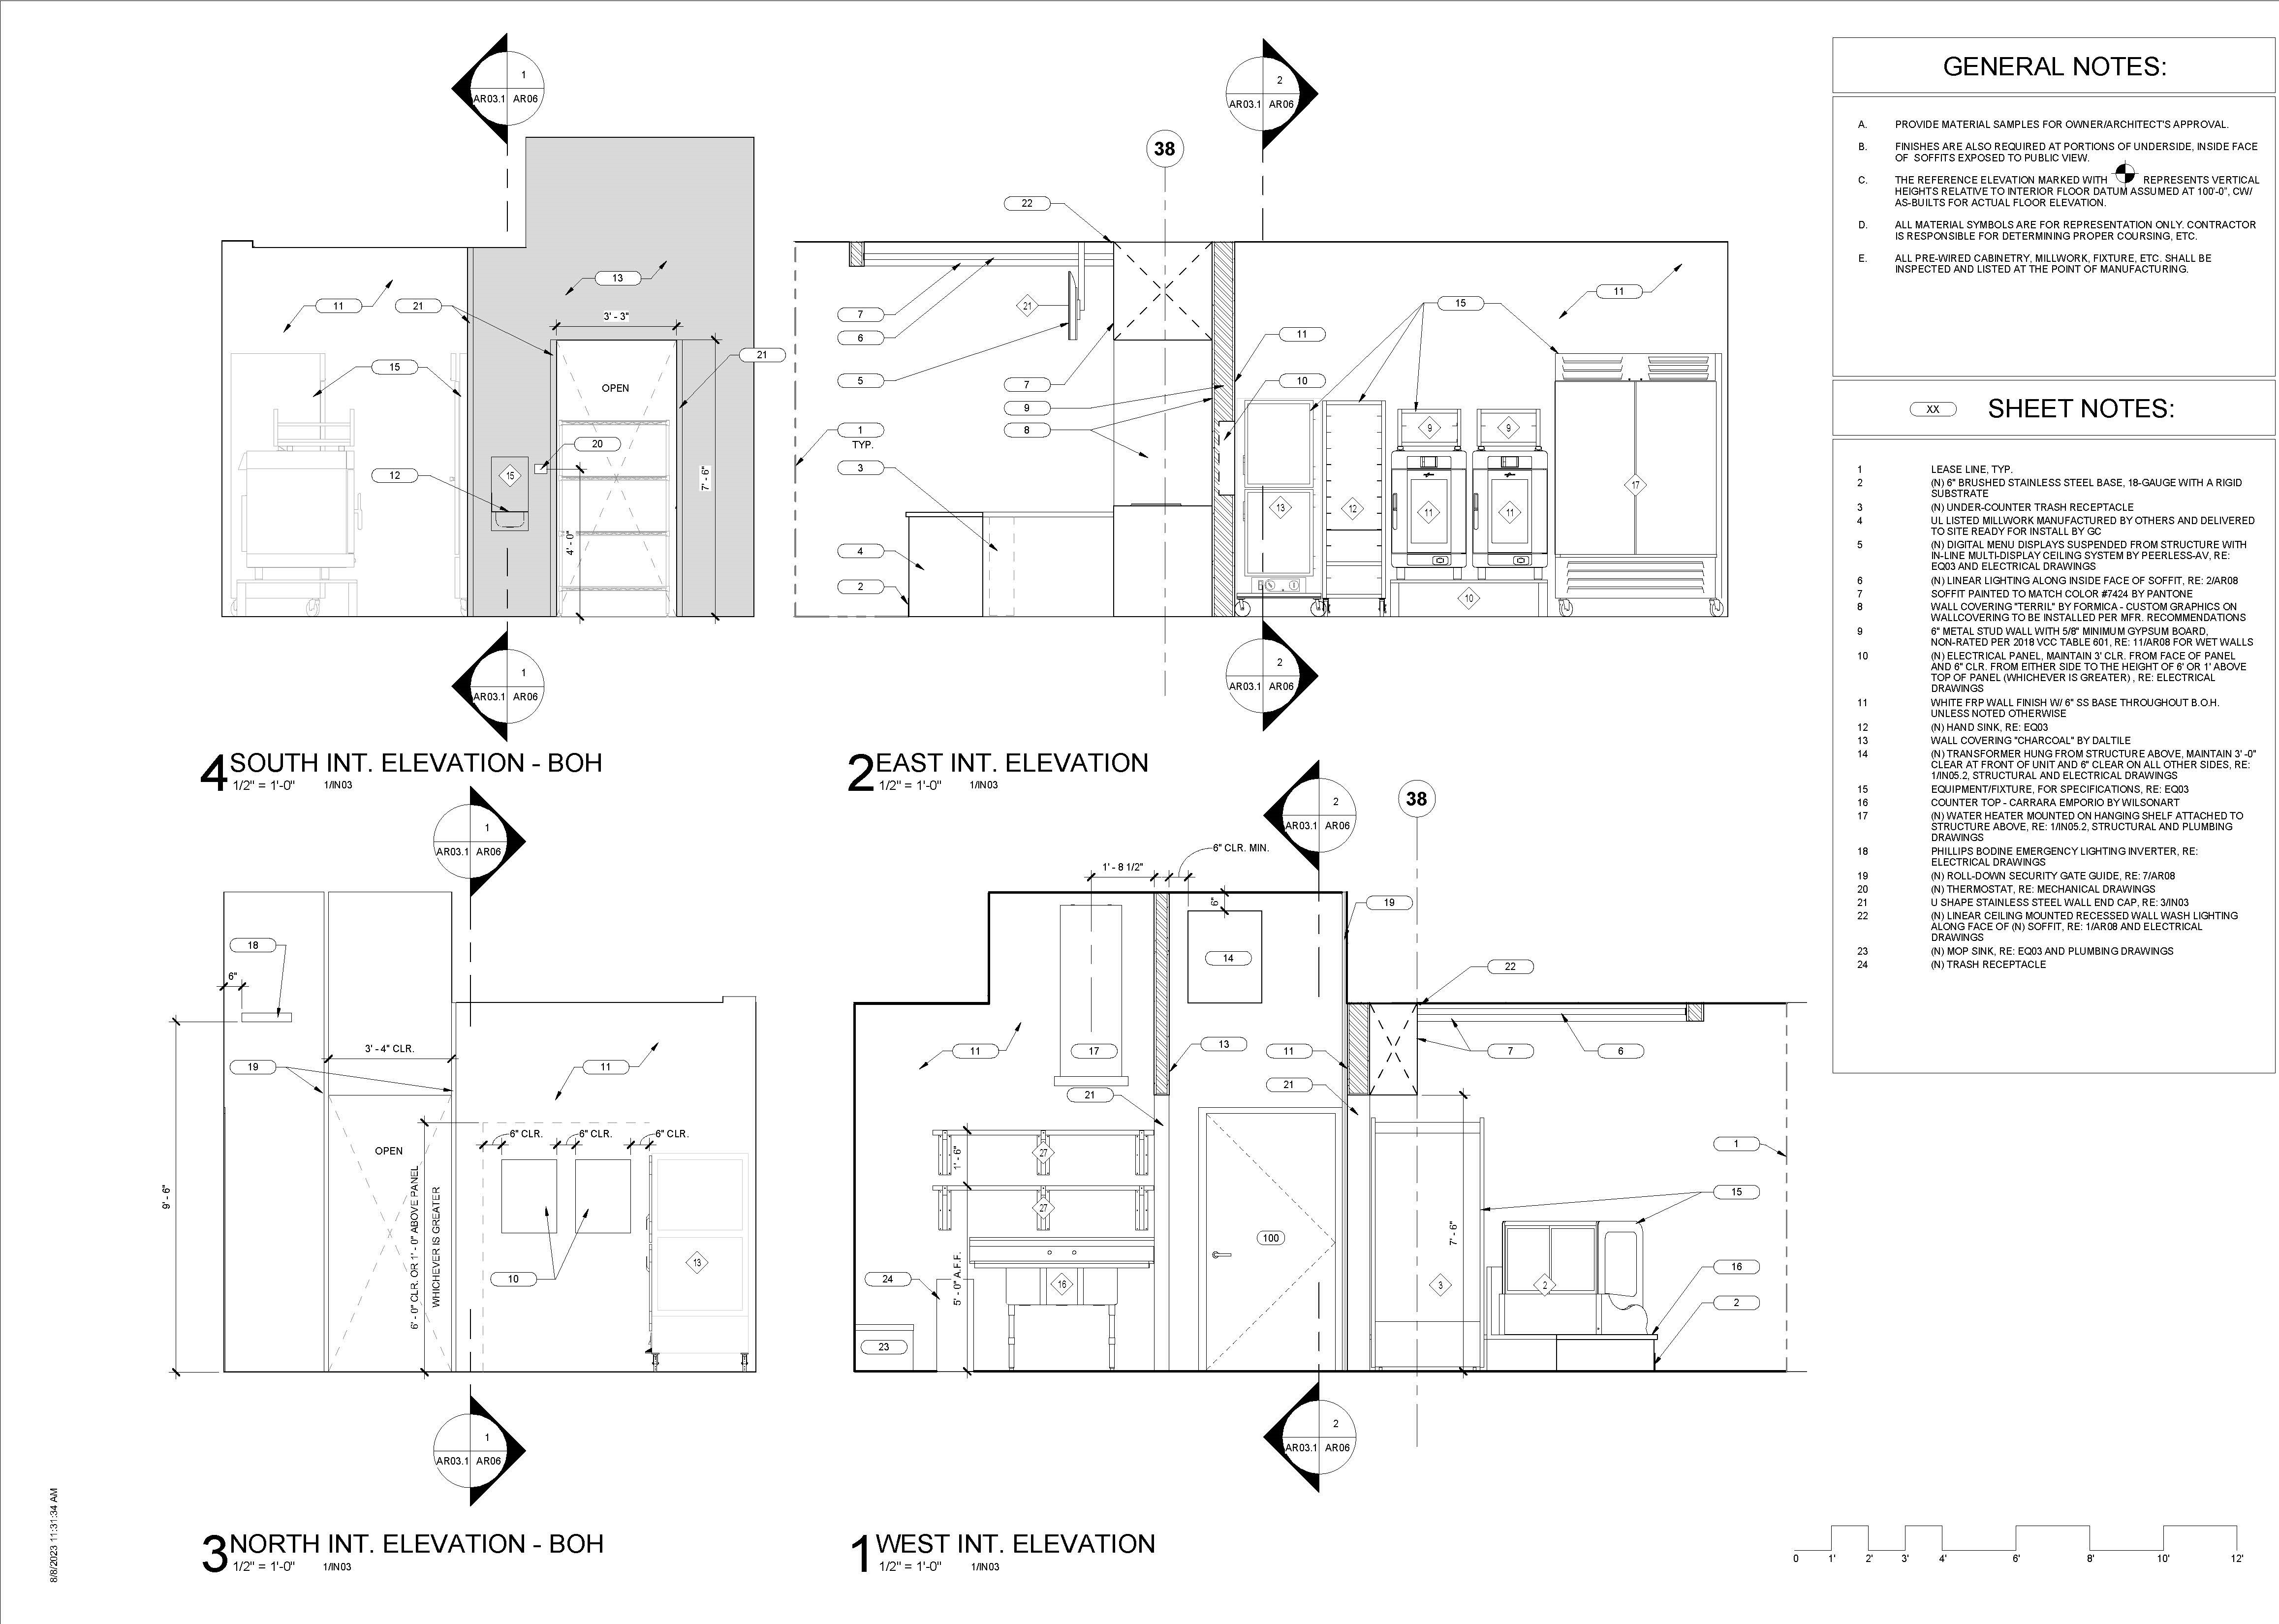 1
AR03.1 AR06
11
21
13
3' - 3"
21
15
OPEN
20
12
15
7' - 6"
4' - 0"
1
AR03.1 AR06
4 SOUTH INT. ELEVATION - BOH
1/2" = 1'-0" 1/IN03
2
AR03.1 AR06
38
22
21
7
6
5
7
9
8
1
TYP.
3
4
2
11
10
15
11
13
12
9
9
11
11
10
17
2
AR03.1 AR06
2 EAST INT. ELEVATION
1/2" = 1'-0" 1/IN03
1
AR03.1 AR06
18
6"
3' - 4" CLR.
19
11
OPEN
6" CLR.
6" CLR.
6" CLR.
9' - 6"
6' - 0" CLR. OR 1' - 0" ABOVE PANEL
WHICHEVER IS GREATER
10
13
1
AR03.1 AR06
3 NORTH INT. ELEVATION - BOH
1/2" = 1'-0" 1/IN03
2
AR03.1 AR06
38
6" CLR. MIN.
1' - 8 1/2"
6"
19
14
22
11
17
13
11
7
6
21
21
27
1' - 6"
27
1
15
7' - 6"
100
24
5' - 0" A.F.F.
16
3
2
16
2
23
2
AR03.1 AR06
1 WEST INT. ELEVATION
1/2" = 1'-0" 1/IN03
GENERAL NOTES:
A. PROVIDE MATERIAL SAMPLES FOR OWNER/ARCHITECT'S APPROVAL.
B. FINISHES ARE ALSO REQUIRED AT PORTIONS OF UNDERSIDE, INSIDE FACE
OF SOFFITS EXPOSED TO PUBLIC VIEW.
C. THE REFERENCE ELEVATION MARKED WITH REPRESENTS VERTICAL
HEIGHTS RELATIVE TO INTERIOR FLOOR DATUM ASSUMED AT 100'-0", CW/
AS-BUILTS FOR ACTUAL FLOOR ELEVATION.
D. ALL MATERIAL SYMBOLS ARE FOR REPRESENTATION ONLY. CONTRACTOR
IS RESPONSIBLE FOR DETERMINING PROPER COURSING, ETC.
E. ALL PRE-WIRED CABINETRY, MILLWORK, FIXTURE, ETC. SHALL BE
INSPECTED AND LISTED AT THE POINT OF MANUFACTURING.
XX SHEET NOTES:
1 LEASE LINE, TYP.
2 (N) 6" BRUSHED STAINLESS STEEL BASE, 18-GAUGE WITH A RIGID
SUBSTRATE
3 (N) UNDER-COUNTER TRASH RECEPTACLE
4 UL LISTED MILLWORK MANUFACTURED BY OTHERS AND DELIVERED
TO SITE READY FOR INSTALL BY GC
5 (N) DIGITAL MENU DISPLAYS SUSPENDED FROM STRUCTURE WITH
IN-LINE MULTI-DISPLAY CEILING SYSTEM BY PEERLESS-AV, RE:
EQ03 AND ELECTRICAL DRAWINGS
6 (N) LINEAR LIGHTING ALONG INSIDE FACE OF SOFFIT, RE: 2/AR08
7 SOFFIT PAINTED TO MATCH COLOR #7424 BY PANTONE
8 WALL COVERING "TERRIL" BY FORMICA - CUSTOM GRAPHICS ON
WALLCOVERING TO BE INSTALLED PER MFR. RECOMMENDATIONS
9 6" METAL STUD WALL WITH 5/8" MINIMUM GYPSUM BOARD,
NON-RATED PER 2018 VCC TABLE 601, RE: 11/AR08 FOR WET WALLS
10 (N) ELECTRICAL PANEL, MAINTAIN 3' CLR. FROM FACE OF PANEL
AND 6" CLR. FROM EITHER SIDE TO THE HEIGHT OF 6' OR 1' ABOVE
TOP OF PANEL (WHICHEVER IS GREATER) , RE: ELECTRICAL
DRAWINGS
11 WHITE FRP WALL FINISH W/ 6" SS BASE THROUGHOUT B.O.H.
UNLESS NOTED OTHERWISE
12 (N) HAND SINK, RE: EQ03
13 WALL COVERING "CHARCOAL" BY DALTILE
14 (N) TRANSFORMER HUNG FROM STRUCTURE ABOVE, MAINTAIN 3' -0"
CLEAR AT FRONT OF UNIT AND 6" CLEAR ON ALL OTHER SIDES, RE:
1/IN05.2, STRUCTURAL AND ELECTRICAL DRAWINGS
15 EQUIPMENT/FIXTURE, FOR SPECIFICATIONS, RE: EQ03
16 COUNTER TOP - CARRARA EMPORIO BY WILSONART
17 (N) WATER HEATER MOUNTED ON HANGING SHELF ATTACHED TO
STRUCTURE ABOVE, RE: 1/IN05.2, STRUCTURAL AND PLUMBING
DRAWINGS
18 PHILLIPS BODINE EMERGENCY LIGHTING INVERTER, RE:
ELECTRICAL DRAWINGS
19 (N) ROLL-DOWN SECURITY GATE GUIDE, RE: 7/AR08
20 (N) THERMOSTAT, RE: MECHANICAL DRAWINGS
21 U SHAPE STAINLESS STEEL WALL END CAP, RE: 3/IN03
22 (N) LINEAR CEILING MOUNTED RECESSED WALL WASH LIGHTING
ALONG FACE OF (N) SOFFIT, RE: 1/AR08 AND ELECTRICAL
DRAWINGS
23 (N) MOP SINK, RE: EQ03 AND PLUMBING DRAWINGS
24 (N) TRASH RECEPTACLE
8/8/2023 11:31:34 AM
0 1' 2' 3' 4' 6' 8' 10' 12'